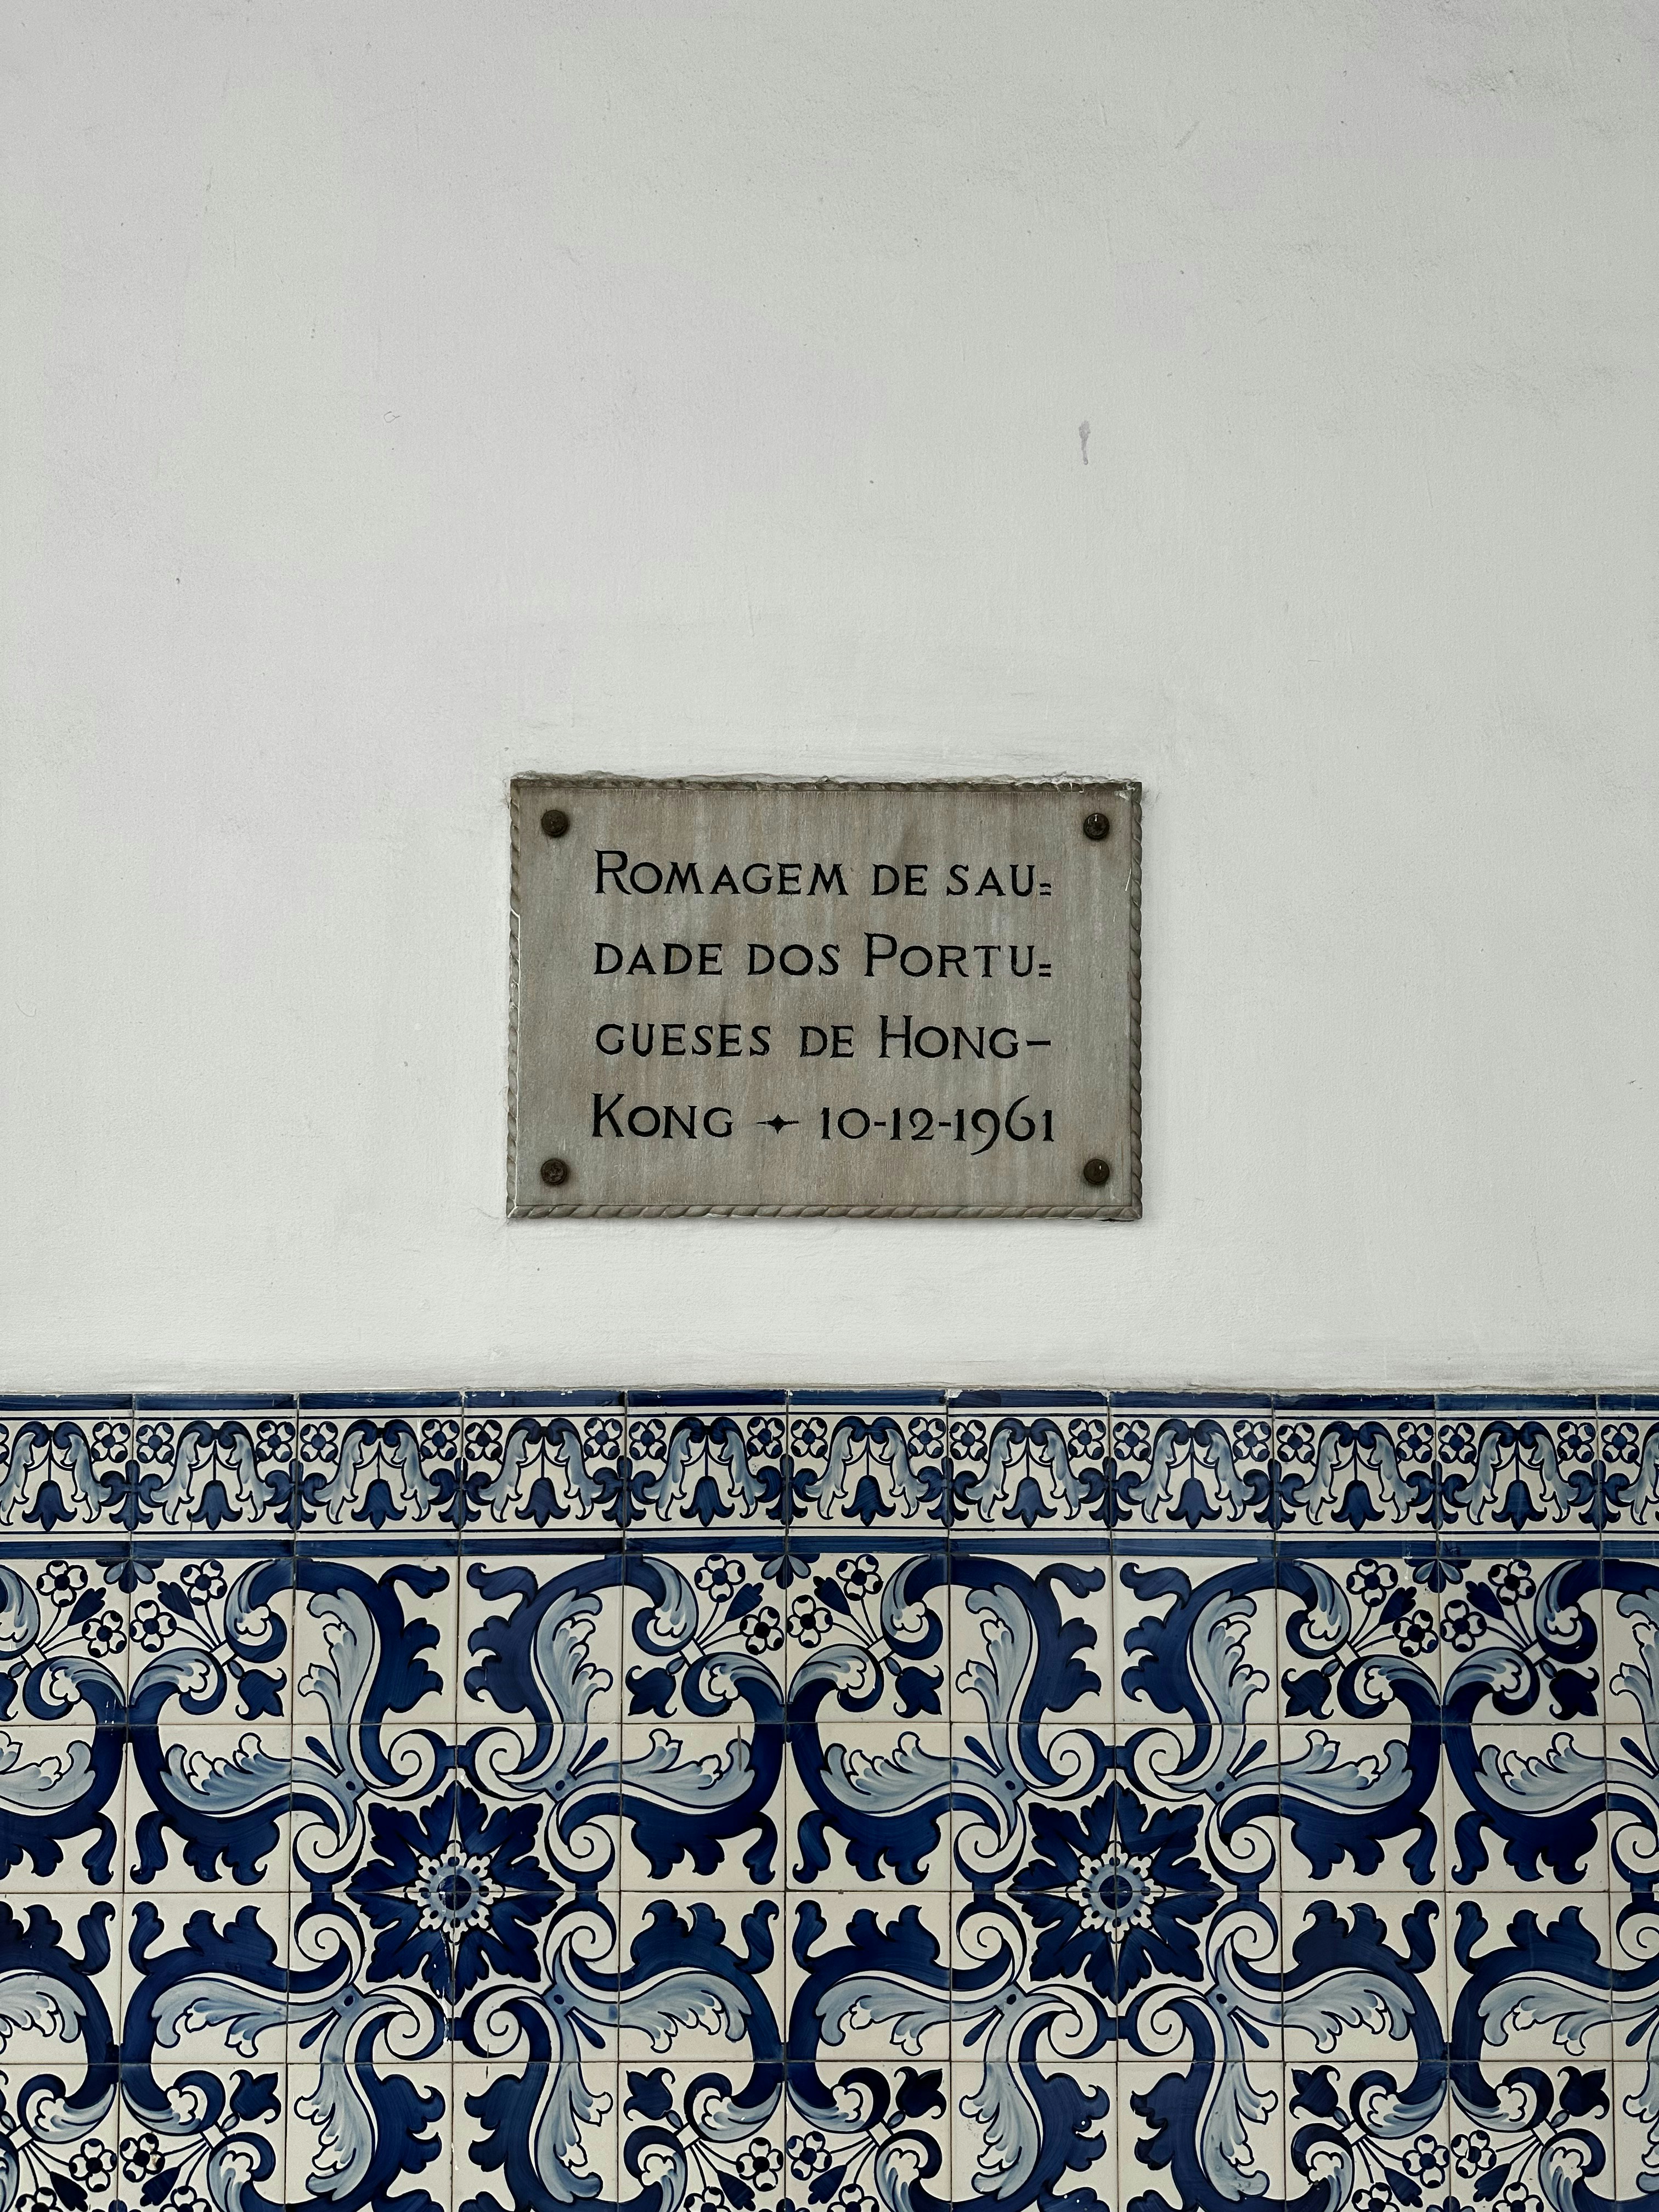 ROMAGEM DE SAU=
DADE DOS PORTU=
GUESES DE HONG-
KONG ✦ 10-12-1961